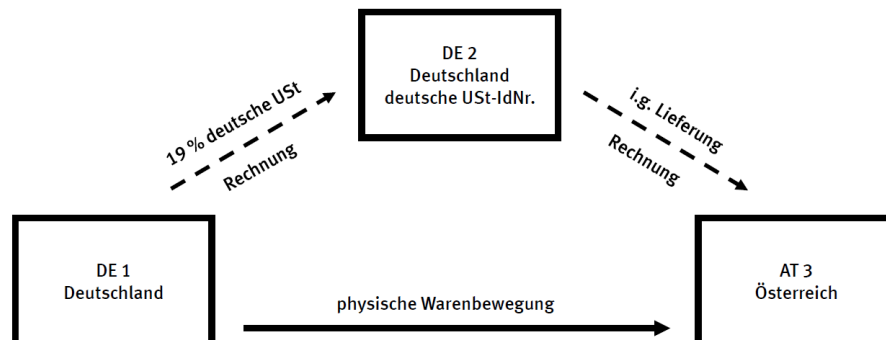 DE 2
Deutschland
deutsche USt-IdNr.
19 % deutsche USt
Rechnung
i.g. Lieferung
Rechnung
DE 1
Deutschland
AT 3
Österreich
physische Warenbewegung